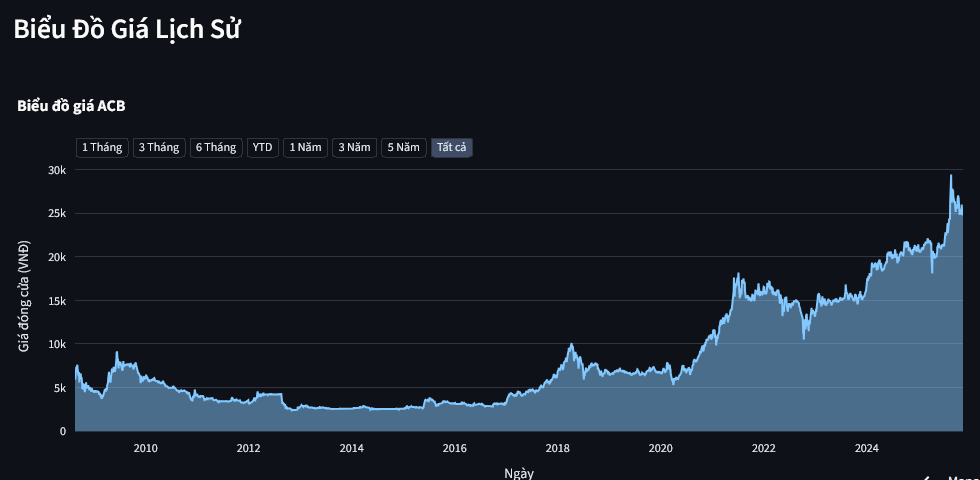 Biểu Đồ Giá Lịch Sử
Biểu đồ giá ACB
1 Tháng 3 Tháng 6 Tháng YTD 1 Năm 3 Năm 5 Năm Tất cả
30k
25k
20k
15k
10k
5k
0
Giá đóng cửa (VNĐ)
2010 2012 2014 2016 2018 2020 2022 2024
Ngày